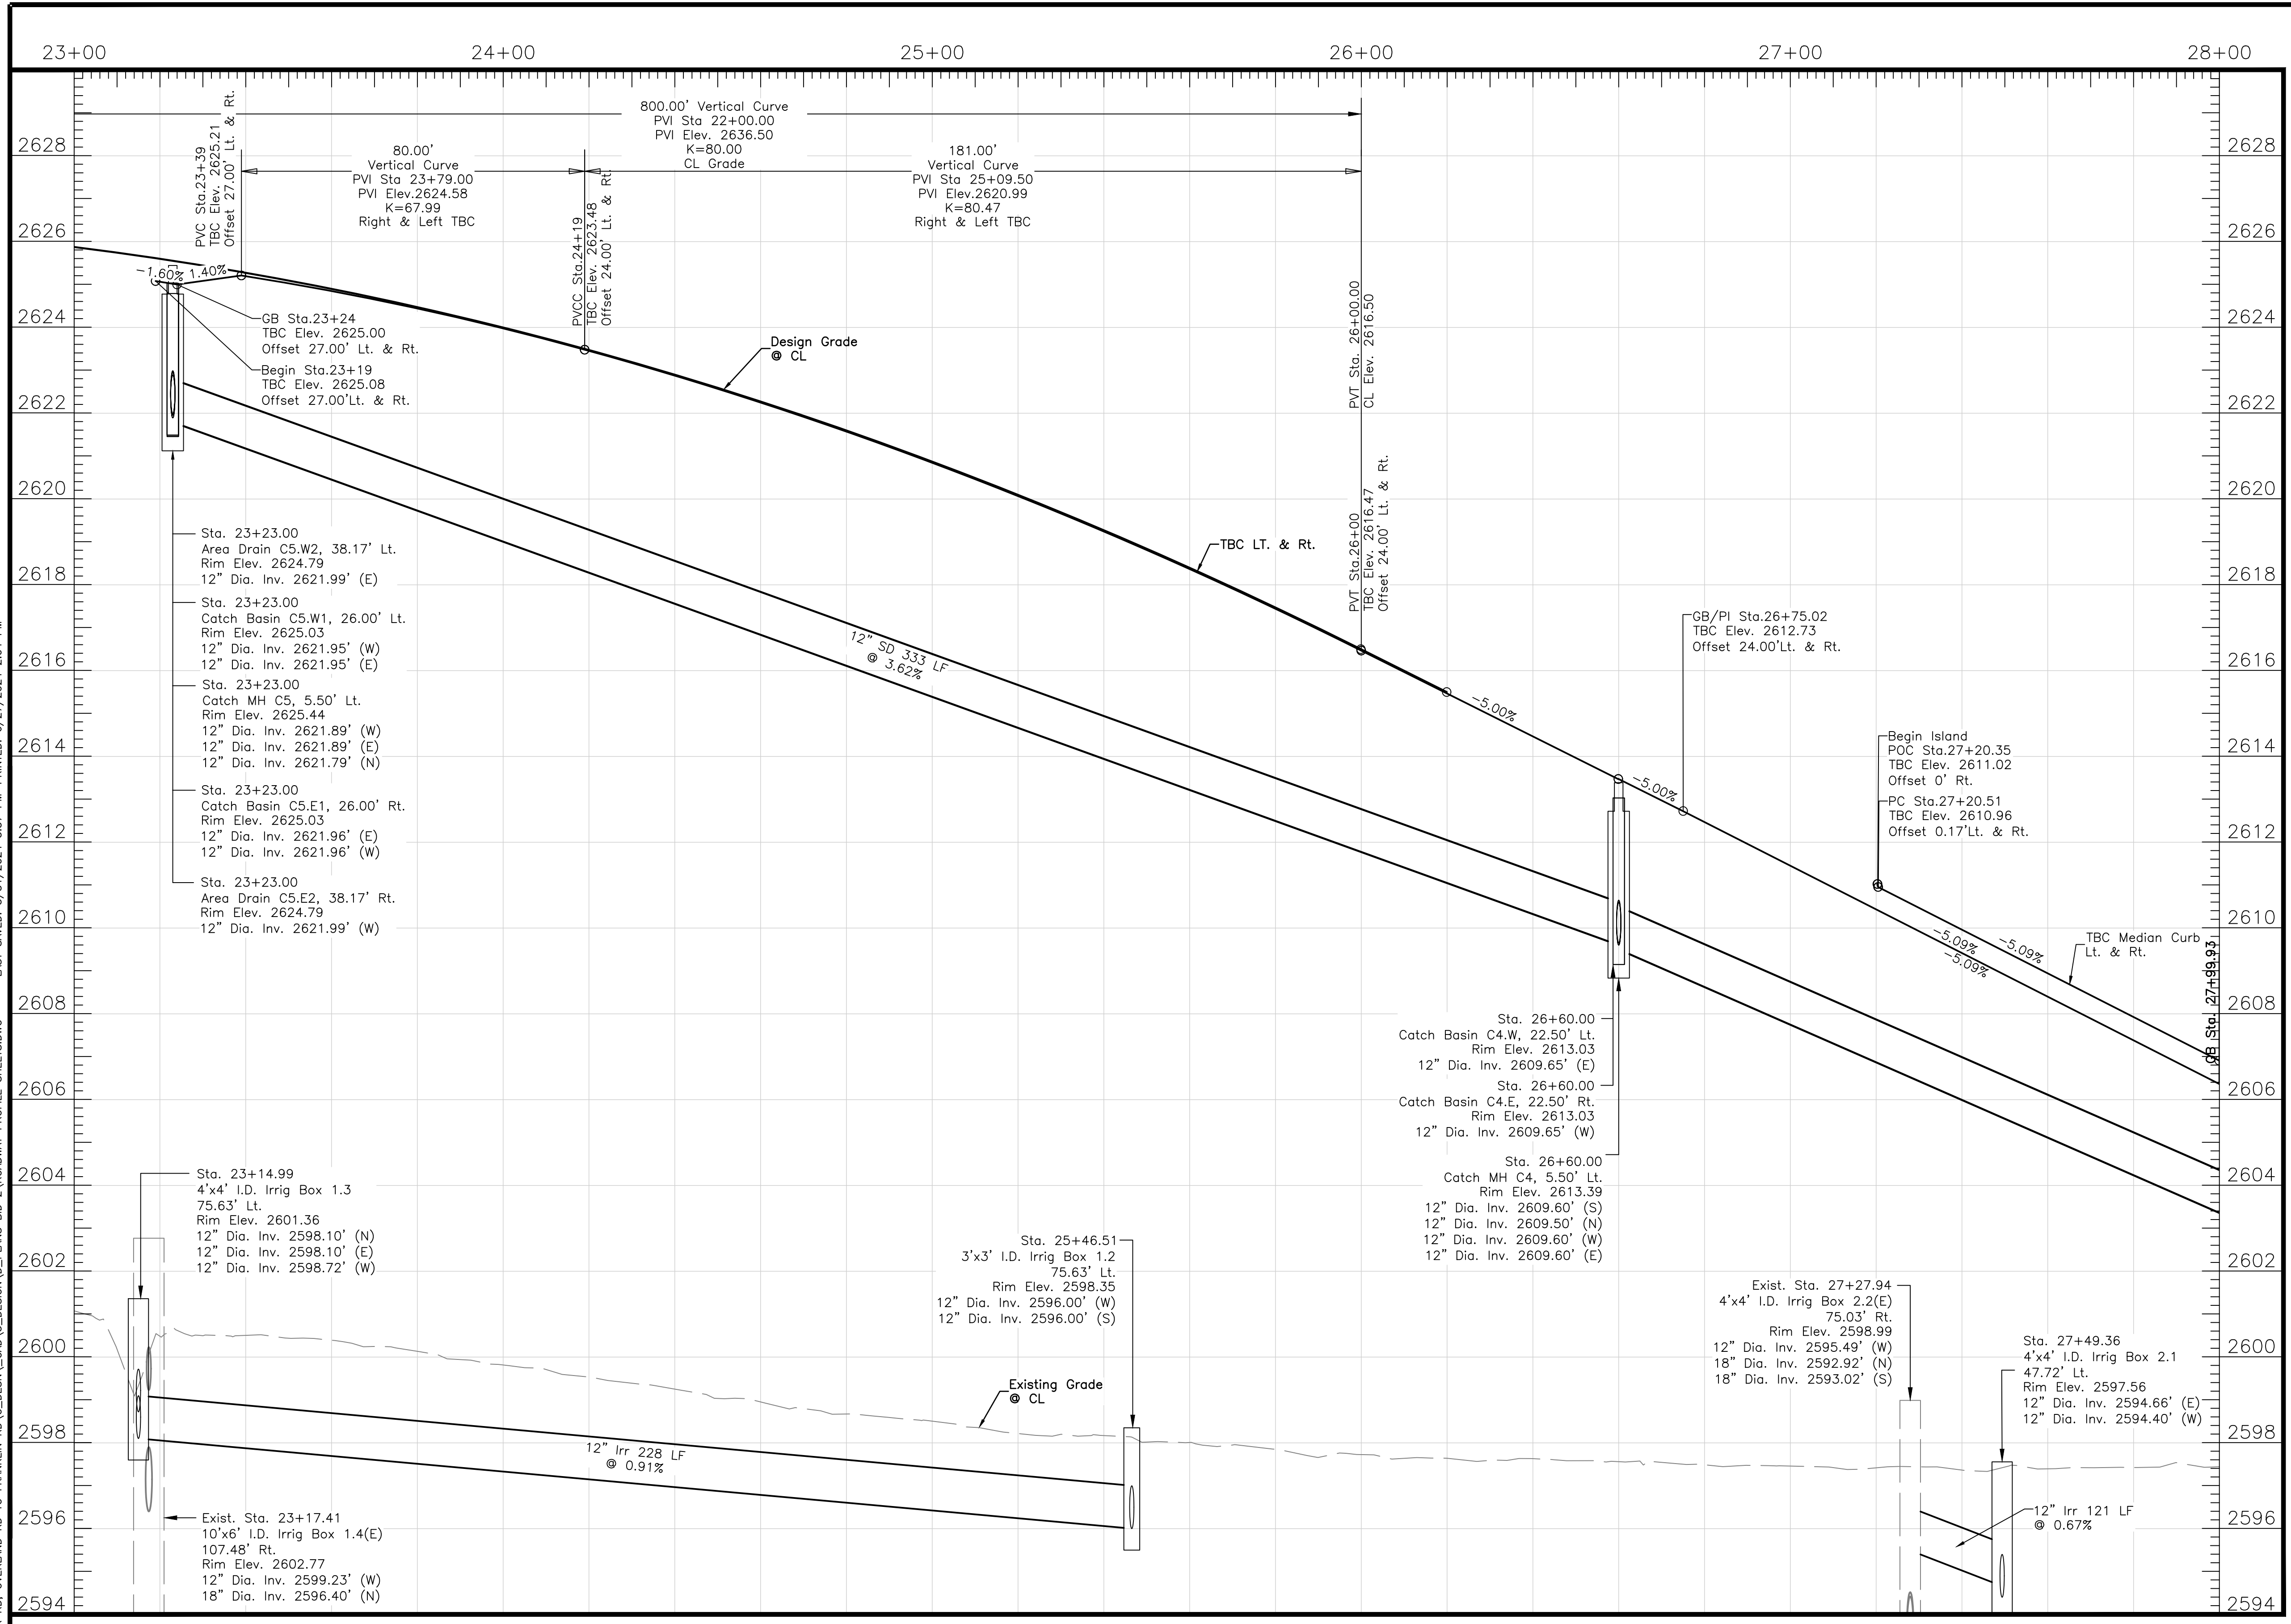 23+00 24+00 25+00 26+00 27+00 28+00
800.00' Vertical Curve
PVI Sta 22+00.00
PVI Elev. 2636.50
K=80.00
CL Grade
PVC Sta.23+39
TBC Elev. 2625.21
Offset 27.00' Lt. & Rt.
80.00'
Vertical Curve
PVI Sta 23+79.00
PVI Elev.2624.58
K=67.99
Right & Left TBC
PVCC Sta.24+19
TBC Elev. 2623.48
Offset 24.00' Lt. & Rt.
181.00'
Vertical Curve
PVI Sta 25+09.50
PVI Elev.2620.99
K=80.47
Right & Left TBC
PVT Sta. 26+00.00
CL Elev. 2616.50
PVT Sta.26+00
TBC Elev. 2616.47
Offset 24.00' Lt. & Rt.
2628 2628
2626 2626
2624 2624
2622 2622
2620 2620
2618 2618
2616 2616
2614 2614
2612 2612
2610 2610
2608 2608
2606 2606
2604 2604
2602 2602
2600 2600
2598 2598
2596 2596
2594 2594
-1.60% 1.40%
GB Sta.23+24
TBC Elev. 2625.00
Offset 27.00' Lt. & Rt.
Begin Sta.23+19
TBC Elev. 2625.08
Offset 27.00'Lt. & Rt.
Design Grade
@ CL
TBC LT. & Rt.
Sta. 23+23.00
Area Drain C5.W2, 38.17' Lt.
Rim Elev. 2624.79
12" Dia. Inv. 2621.99' (E)
Sta. 23+23.00
Catch Basin C5.W1, 26.00' Lt.
Rim Elev. 2625.03
12" Dia. Inv. 2621.95' (W)
12" Dia. Inv. 2621.95' (E)
Sta. 23+23.00
Catch MH C5, 5.50' Lt.
Rim Elev. 2625.44
12" Dia. Inv. 2621.89' (W)
12" Dia. Inv. 2621.89' (E)
12" Dia. Inv. 2621.79' (N)
Sta. 23+23.00
Catch Basin C5.E1, 26.00' Rt.
Rim Elev. 2625.03
12" Dia. Inv. 2621.96' (E)
12" Dia. Inv. 2621.96' (W)
Sta. 23+23.00
Area Drain C5.E2, 38.17' Rt.
Rim Elev. 2624.79
12" Dia. Inv. 2621.99' (W)
12" SD 333 LF
@ 3.62%
-5.00%
-5.00%
GB/PI Sta.26+75.02
TBC Elev. 2612.73
Offset 24.00'Lt. & Rt.
Begin Island
POC Sta.27+20.35
TBC Elev. 2611.02
Offset 0' Rt.
PC Sta.27+20.51
TBC Elev. 2610.96
Offset 0.17'Lt. & Rt.
-5.09%
-5.09%
-5.09%
TBC Median Curb
Lt. & Rt.
GB Sta. 27+99.93
Sta. 26+60.00
Catch Basin C4.W, 22.50' Lt.
Rim Elev. 2613.03
12" Dia. Inv. 2609.65' (E)
Sta. 26+60.00
Catch Basin C4.E, 22.50' Rt.
Rim Elev. 2613.03
12" Dia. Inv. 2609.65' (W)
Sta. 26+60.00
Catch MH C4, 5.50' Lt.
Rim Elev. 2613.39
12" Dia. Inv. 2609.60' (S)
12" Dia. Inv. 2609.50' (N)
12" Dia. Inv. 2609.60' (W)
12" Dia. Inv. 2609.60' (E)
Sta. 23+14.99
4'x4' I.D. Irrig Box 1.3
75.63' Lt.
Rim Elev. 2601.36
12" Dia. Inv. 2598.10' (N)
12" Dia. Inv. 2598.10' (E)
12" Dia. Inv. 2598.72' (W)
Sta. 25+46.51
3'x3' I.D. Irrig Box 1.2
75.63' Lt.
Rim Elev. 2598.35
12" Dia. Inv. 2596.00' (W)
12" Dia. Inv. 2596.00' (S)
Existing Grade
@ CL
12" Irr 228 LF
@ 0.91%
Exist. Sta. 23+17.41
10'x6' I.D. Irrig Box 1.4(E)
107.48' Rt.
Rim Elev. 2602.77
12" Dia. Inv. 2599.23' (W)
18" Dia. Inv. 2596.40' (N)
Exist. Sta. 27+27.94
4'x4' I.D. Irrig Box 2.2(E)
75.03' Rt.
Rim Elev. 2598.99
12" Dia. Inv. 2595.49' (W)
18" Dia. Inv. 2592.92' (N)
18" Dia. Inv. 2593.02' (S)
Sta. 27+49.36
4'x4' I.D. Irrig Box 2.1
47.72' Lt.
Rim Elev. 2597.56
12" Dia. Inv. 2594.66' (E)
12" Dia. Inv. 2594.40' (W)
12" Irr 121 LF
@ 0.67%